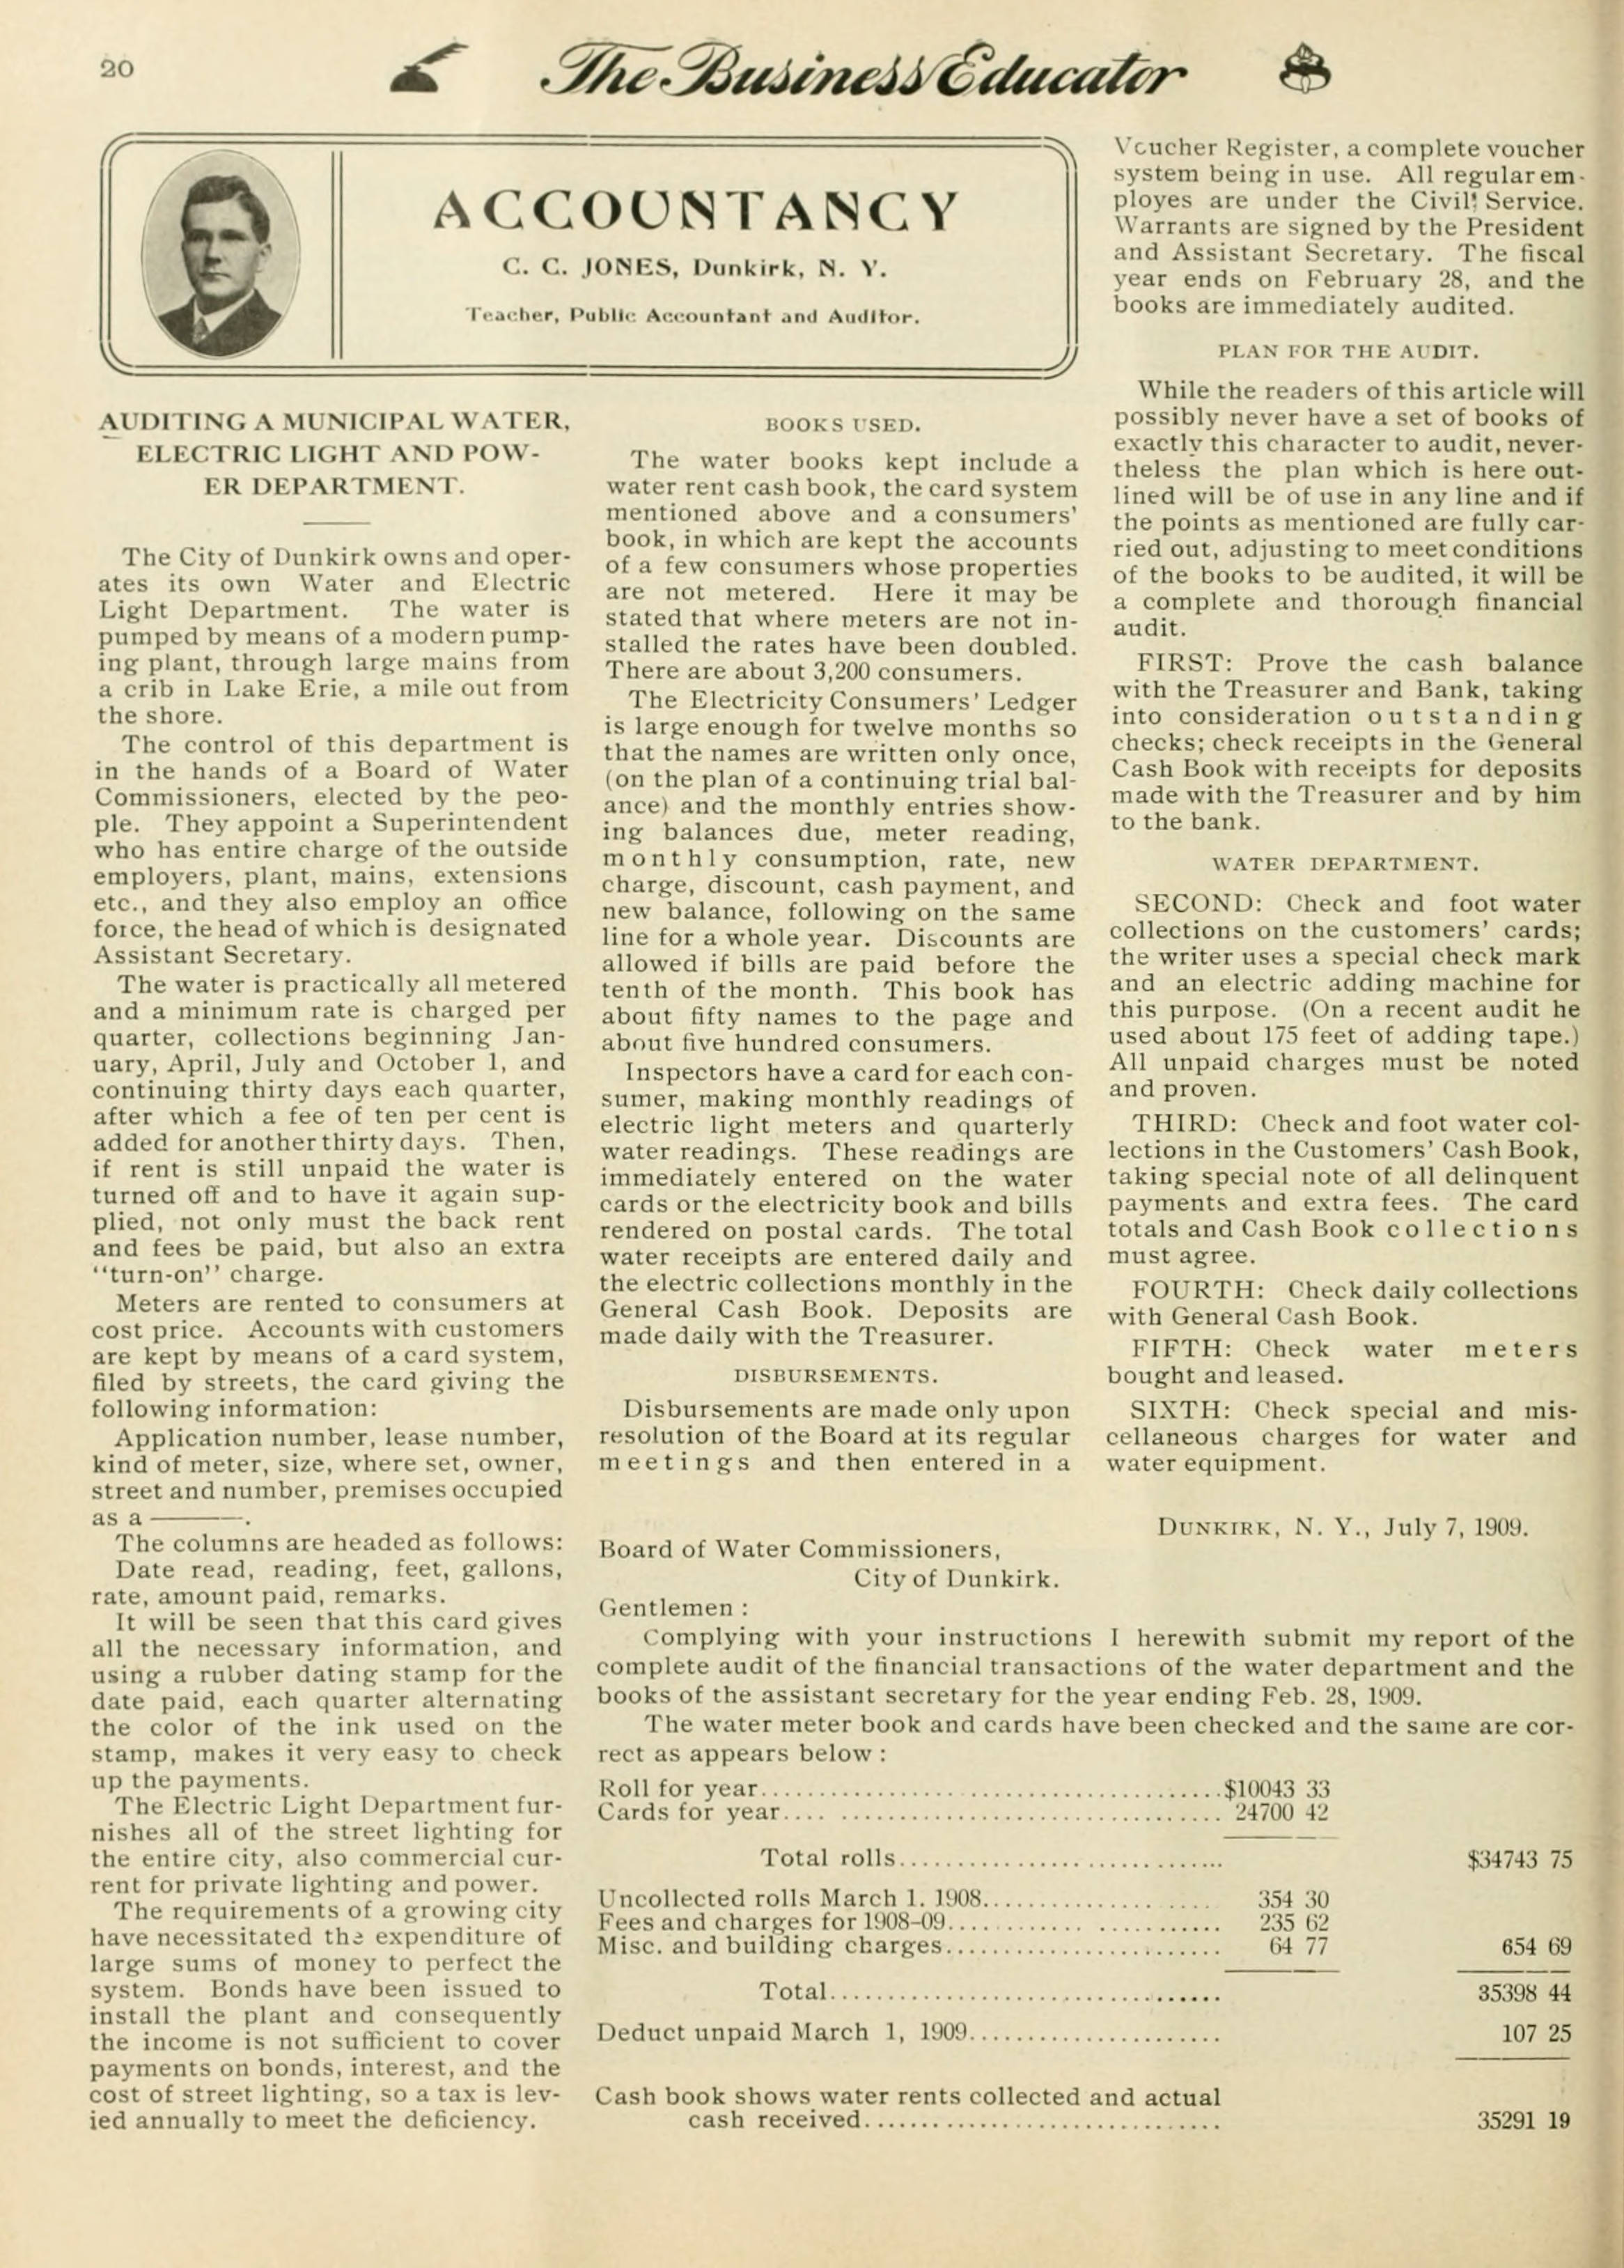 20
The Business Educator
ACCOUNTANCY
C. C. JONES, Dunkirk, N. Y.
Teacher, Public Accountant and Auditor.
AUDITING A MUNICIPAL WATER,
ELECTRIC LIGHT AND POW-
ER DEPARTMENT.
The City of Dunkirk owns and oper-
ates its own Water and Electric
Light Department. The water is
pumped by means of a modern pump-
ing plant, through large mains from
a crib in Lake Erie, a mile out from
the shore.
The control of this department is
in the hands of a Board of Water
Commissioners, elected by the peo-
ple. They appoint a Superintendent
who has entire charge of the outside
employers, plant, mains, extensions
etc., and they also employ an office
force, the head of which is designated
Assistant Secretary.
The water is practically all metered
and a minimum rate is charged per
quarter, collections beginning Jan-
uary, April, July and October 1, and
continuing thirty days each quarter,
after which a fee of ten per cent is
added for another thirty days. Then,
if rent is still unpaid the water is
turned off and to have it again sup-
plied, not only must the back rent
and fees be paid, but also an extra
"turn-on" charge.
Meters are rented to consumers at
cost price. Accounts with customers
are kept by means of a card system,
filed by streets, the card giving the
following information:
Application number, lease number,
kind of meter, size, where set, owner,
street and number, premises occupied
as a ———.
The columns are headed as follows:
Date read, reading, feet, gallons,
rate, amount paid, remarks.
It will be seen that this card gives
all the necessary information, and
using a rubber dating stamp for the
date paid, each quarter alternating
the color of the ink used on the
stamp, makes it very easy to check
up the payments.
The Electric Light Department fur-
nishes all of the street lighting for
the entire city, also commercial cur-
rent for private lighting and power.
The requirements of a growing city
have necessitated the expenditure of
large sums of money to perfect the
system. Bonds have been issued to
install the plant and consequently
the income is not sufficient to cover
payments on bonds, interest, and the
cost of street lighting, so a tax is lev-
ied annually to meet the deficiency.
BOOKS USED.
The water books kept include a
water rent cash book, the card system
mentioned above and a consumers'
book, in which are kept the accounts
of a few consumers whose properties
are not metered. Here it may be
stated that where meters are not in-
stalled the rates have been doubled.
There are about 3,200 consumers.
The Electricity Consumers' Ledger
is large enough for twelve months so
that the names are written only once,
(on the plan of a continuing trial bal-
ance) and the monthly entries show-
ing balances due, meter reading,
monthly consumption, rate, new
charge, discount, cash payment, and
new balance, following on the same
line for a whole year. Discounts are
allowed if bills are paid before the
tenth of the month. This book has
about fifty names to the page and
about five hundred consumers.
Inspectors have a card for each con-
sumer, making monthly readings of
electric light meters and quarterly
water readings. These readings are
immediately entered on the water
cards or the electricity book and bills
rendered on postal cards. The total
water receipts are entered daily and
the electric collections monthly in the
General Cash Book. Deposits are
made daily with the Treasurer.
DISBURSEMENTS.
Disbursements are made only upon
resolution of the Board at its regular
meetings and then entered in a
Voucher Register, a complete voucher
system being in use. All regular em-
ployes are under the Civil Service.
Warrants are signed by the President
and Assistant Secretary. The fiscal
year ends on February 28, and the
books are immediately audited.
PLAN FOR THE AUDIT.
While the readers of this article will
possibly never have a set of books of
exactly this character to audit, never-
theless the plan which is here out-
lined will be of use in any line and if
the points as mentioned are fully car-
ried out, adjusting to meet conditions
of the books to be audited, it will be
a complete and thorough financial
audit.
FIRST: Prove the cash balance
with the Treasurer and Bank, taking
into consideration outstanding
checks; check receipts in the General
Cash Book with receipts for deposits
made with the Treasurer and by him
to the bank.
WATER DEPARTMENT.
SECOND: Check and foot water
collections on the customers' cards;
the writer uses a special check mark
and an electric adding machine for
this purpose. (On a recent audit he
used about 175 feet of adding tape.)
All unpaid charges must be noted
and proven.
THIRD: Check and foot water col-
lections in the Customers' Cash Book,
taking special note of all delinquent
payments and extra fees. The card
totals and Cash Book collections
must agree.
FOURTH: Check daily collections
with General Cash Book.
FIFTH: Check water meters
bought and leased.
SIXTH: Check special and mis-
cellaneous charges for water and
water equipment.
DUNKIRK, N. Y., July 7, 1909.
Board of Water Commissioners,
City of Dunkirk.
Gentlemen :
Complying with your instructions I herewith submit my report of the
complete audit of the financial transactions of the water department and the
books of the assistant secretary for the year ending Feb. 28, 1909.
The water meter book and cards have been checked and the same are cor-
rect as appears below :
Roll for year........................................$10043 33
Cards for year........................................ 24700 42
Total rolls............................ $34743 75
Uncollected rolls March 1. 1908.................... 354 30
Fees and charges for 1908-09........................ 235 62
Misc. and building charges........................ 64 77 654 69
Total.................................. 35398 44
Deduct unpaid March 1, 1909...................... 107 25
Cash book shows water rents collected and actual
cash received............................... 35291 19